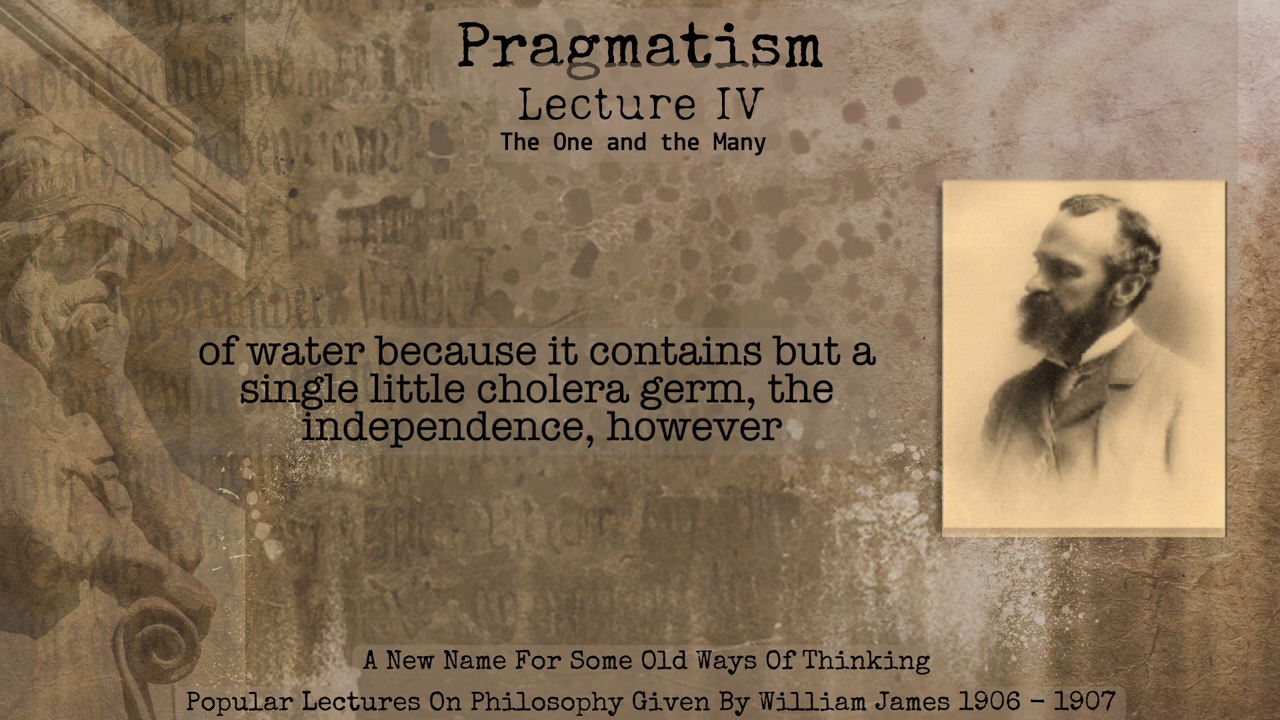 Pragmatism
Lecture IV
The One and the Many
of water because it contains but a
single little cholera germ, the
independence, however
A New Name For Some Old Ways Of Thinking
Popular Lectures On Philosophy Given By William James 1906 – 1907